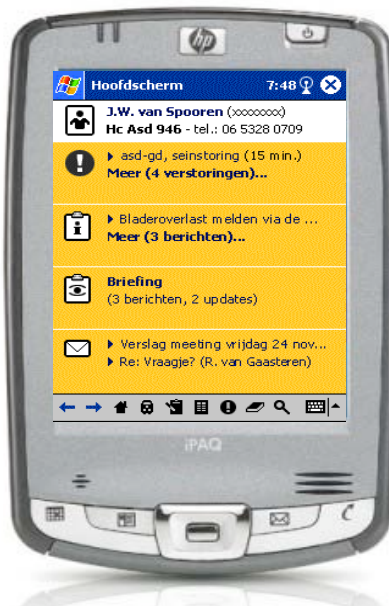 hp
Hoofdscherm 7:48
J.W. van Spooren (xxxxxxxx)
Hc Asd 946 - tel.: 06 5328 0709
asd-gd, seinstoring (15 min.)
Meer (4 verstoringen)...
Bladeroverlast melden via de ...
Meer (3 berichten)...
Briefing
(3 berichten, 2 updates)
Verslag meeting vrijdag 24 nov...
Re: Vraagje? (R. van Gaasteren)
iPAQ